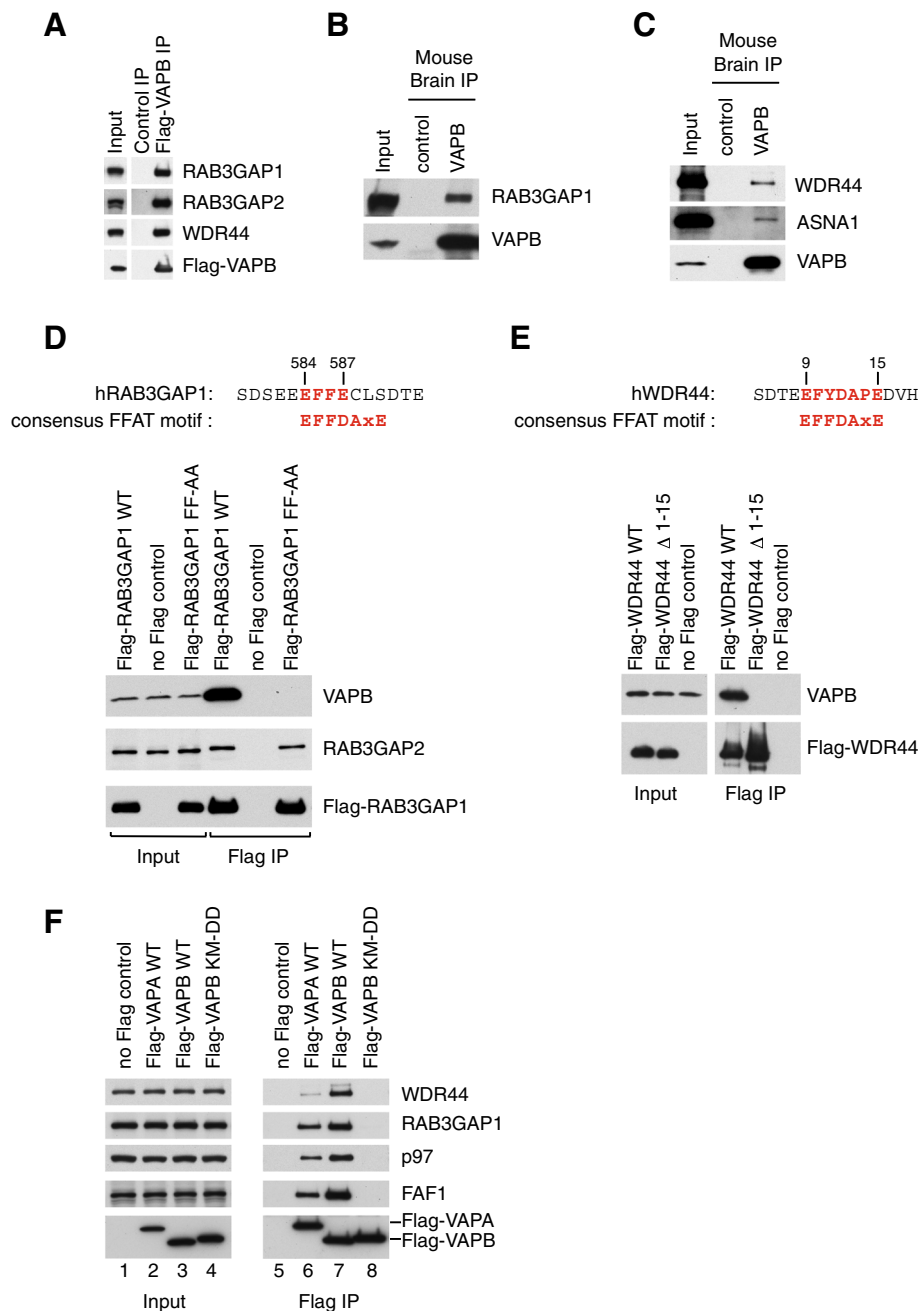 A
Input
Control IP
Flag-VAPB IP
RAB3GAP1
RAB3GAP2
WDR44
Flag-VAPB
B
Mouse
Brain IP
Input
control
VAPB
RAB3GAP1
VAPB
C
Mouse
Brain IP
Input
control
VAPB
WDR44
ASNA1
VAPB
D
584 587
hRAB3GAP1: SDSEEEFFECLSDTE
consensus FFAT motif : EFFDAxE
Flag-RAB3GAP1 WT
no Flag control
Flag-RAB3GAP1 FF-AA
Flag-RAB3GAP1 WT
no Flag control
Flag-RAB3GAP1 FF-AA
VAPB
RAB3GAP2
Flag-RAB3GAP1
Input Flag IP
E
9 15
hWDR44: SDTEEFYDAPEDVH
consensus FFAT motif : EFFDAxE
Flag-WDR44 WT
Flag-WDR44 Δ 1-15
no Flag control
Flag-WDR44 WT
Flag-WDR44 Δ 1-15
no Flag control
VAPB
Flag-WDR44
Input Flag IP
F
no Flag control
Flag-VAPA WT
Flag-VAPB WT
Flag-VAPB KM-DD
no Flag control
Flag-VAPA WT
Flag-VAPB WT
Flag-VAPB KM-DD
WDR44
RAB3GAP1
p97
FAF1
Flag-VAPA
Flag-VAPB
1 2 3 4 5 6 7 8
Input Flag IP